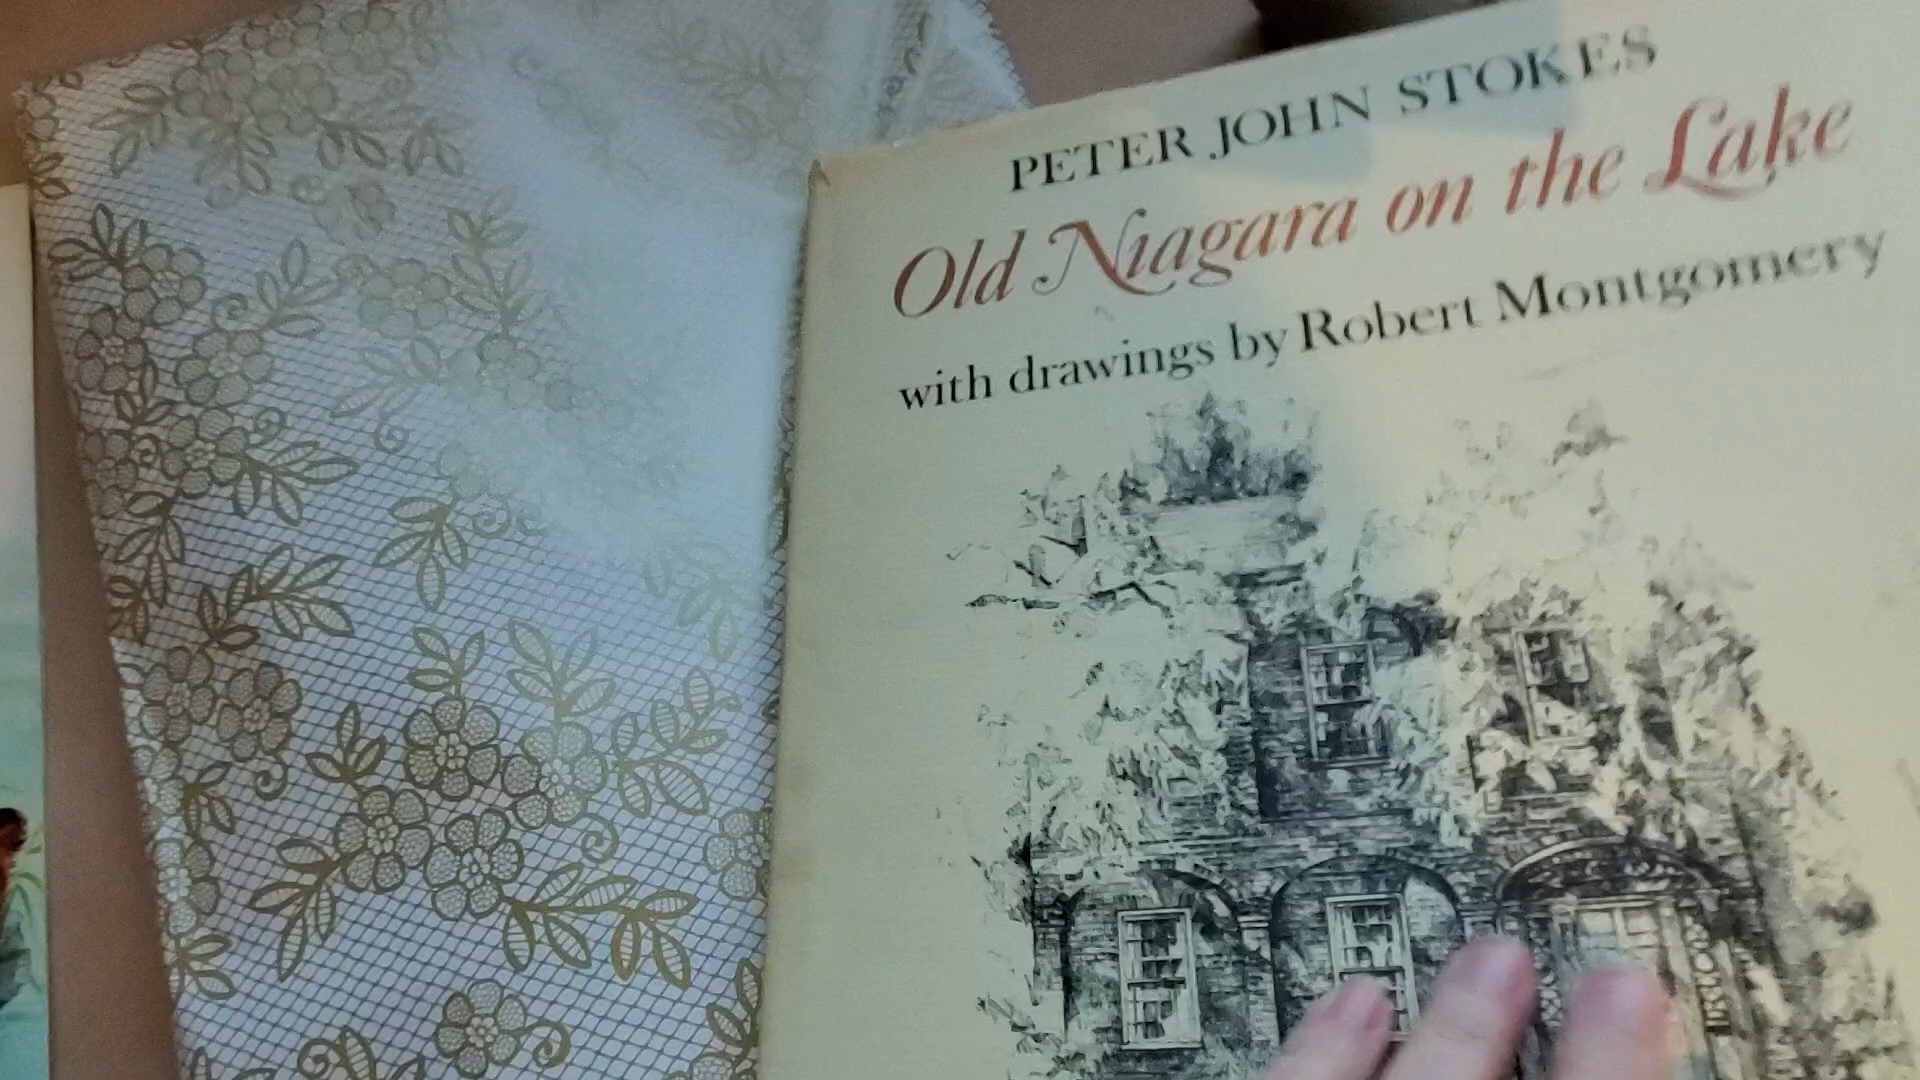 PETER JOHN STOKES
Old Niagara on the Lake
with drawings by Robert Montgomery